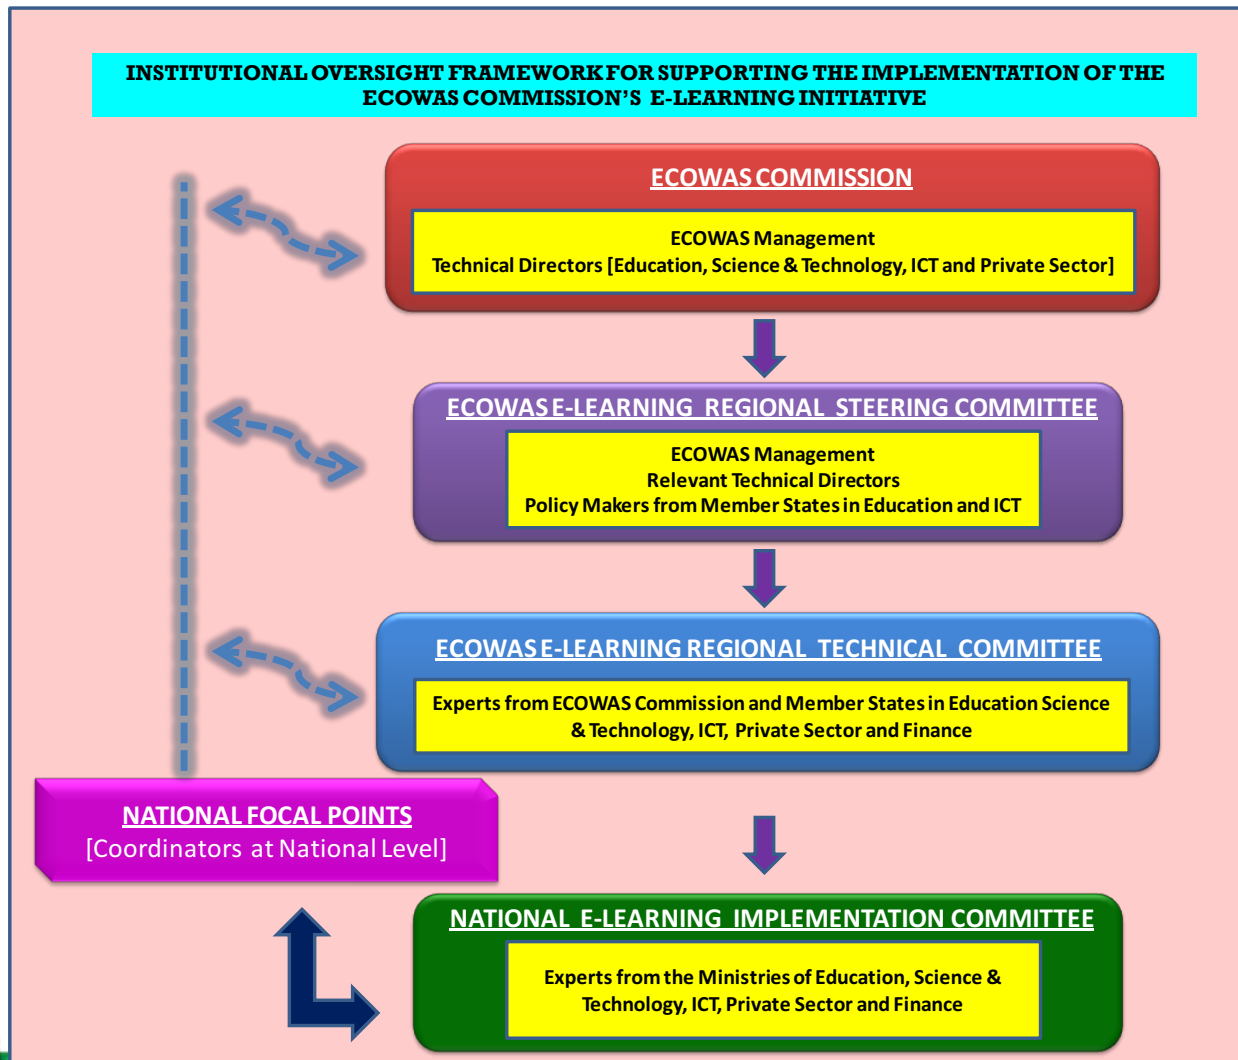 INSTITUTIONAL OVERSIGHT FRAMEWORK FOR SUPPORTING THE IMPLEMENTATION OF THE
ECOWAS COMMISSION'S E-LEARNING INITIATIVE
ECOWAS COMMISSION
ECOWAS Management
Technical Directors [Education, Science & Technology, ICT and Private Sector]
ECOWAS E-LEARNING REGIONAL STEERING COMMITTEE
ECOWAS Management
Relevant Technical Directors
Policy Makers from Member States in Education and ICT
ECOWAS E-LEARNING REGIONAL TECHNICAL COMMITTEE
Experts from ECOWAS Commission and Member States in Education Science
& Technology, ICT, Private Sector and Finance
NATIONAL FOCAL POINTS
[Coordinators at National Level]
NATIONAL E-LEARNING IMPLEMENTATION COMMITTEE
Experts from the Ministries of Education, Science &
Technology, ICT, Private Sector and Finance